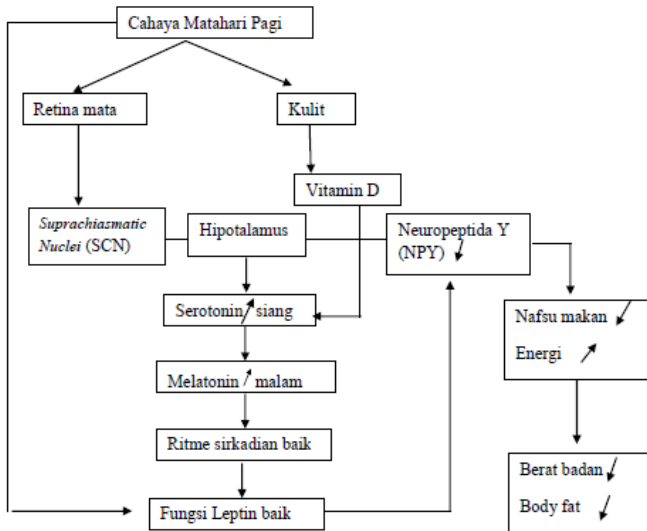 Cahaya Matahari Pagi
Retina mata
Kulit
Vitamin D
Suprachiasmatic
Nuclei (SCN)
Hipotalamus
Neuropeptida Y
(NPY)
Serotonin siang
Nafsu makan
Energi
Melatonin malam
Ritme sirkadian baik
Berat badan
Body fat
Fungsi Leptin baik